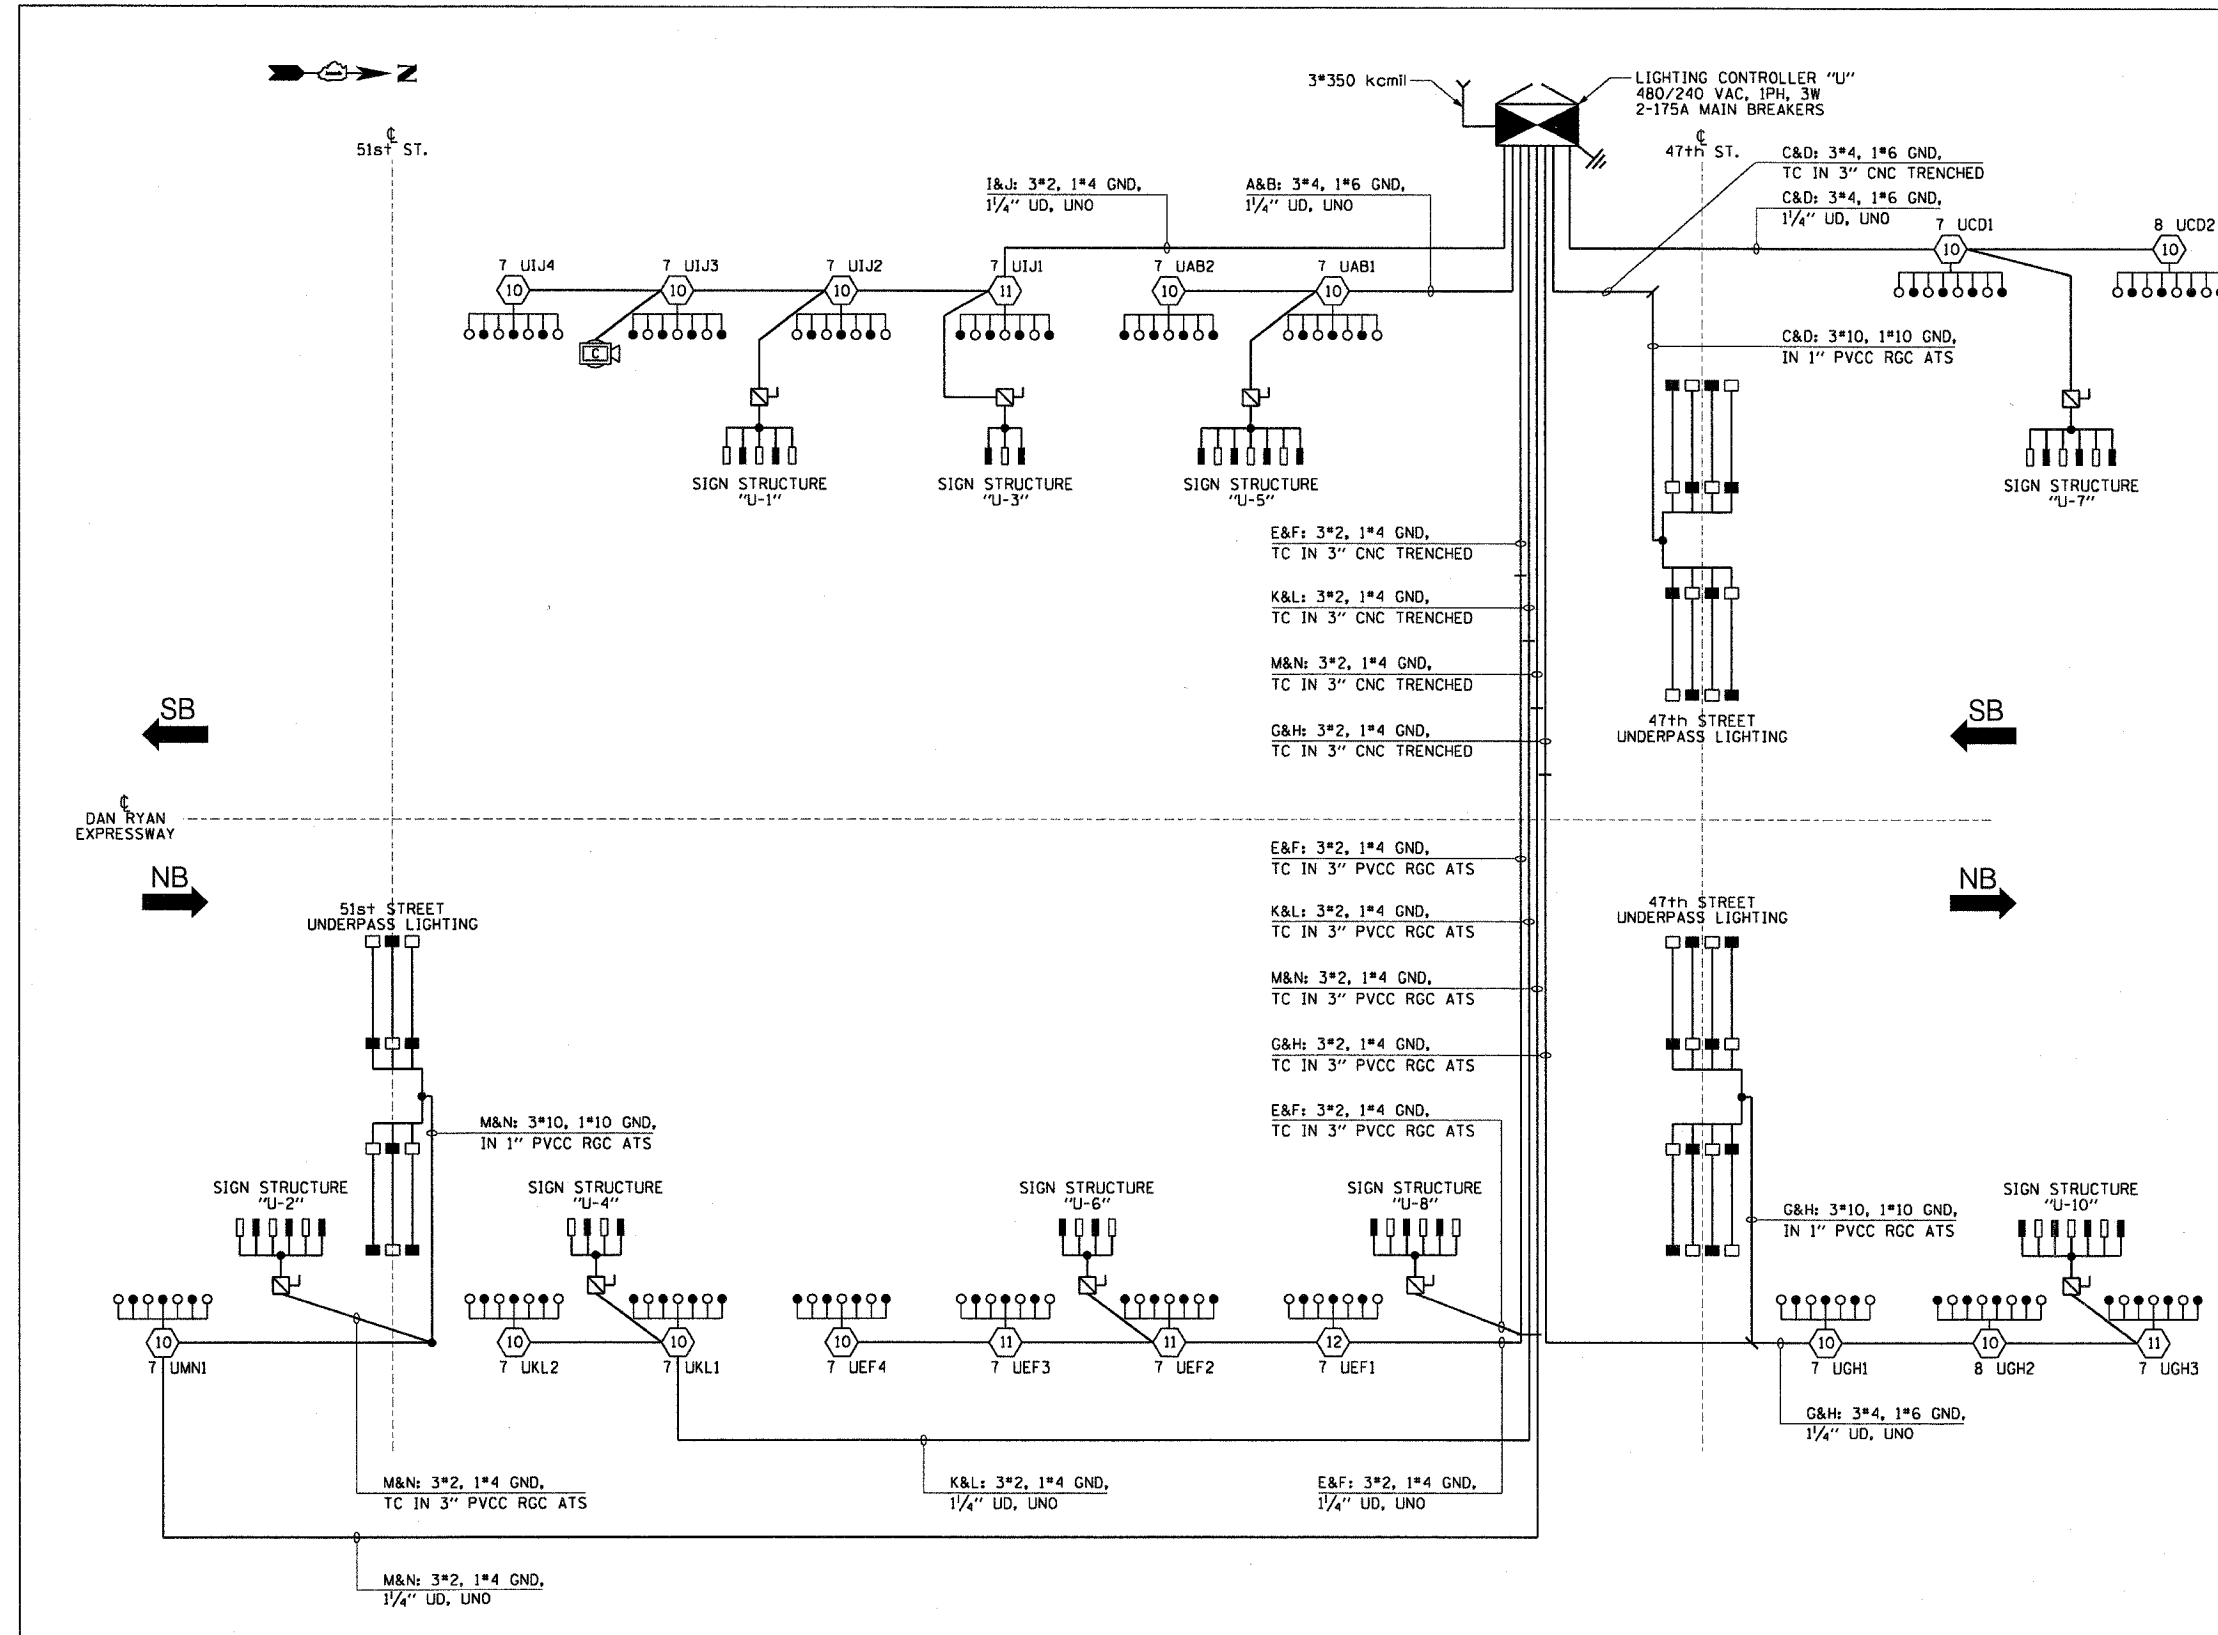 N
3#350 kcmil
LIGHTING CONTROLLER "U"
480/240 VAC, 1PH, 3W
2-175A MAIN BREAKERS
℄
51st ST.
℄
47th ST.
C&D: 3#4, 1#6 GND,
TC IN 3" CNC TRENCHED
I&J: 3#2, 1#4 GND,
1¼" UD, UNO
A&B: 3#4, 1#6 GND,
1¼" UD, UNO
C&D: 3#4, 1#6 GND,
1¼" UD, UNO
7 UCD1
10
8 UCD2
10
7 UIJ4
10
7 UIJ3
10
7 UIJ2
10
7 UIJ1
11
7 UAB2
10
7 UAB1
10
C
C&D: 3#10, 1#10 GND,
IN 1" PVCC RGC ATS
SIGN STRUCTURE
"U-1"
SIGN STRUCTURE
"U-3"
SIGN STRUCTURE
"U-5"
SIGN STRUCTURE
"U-7"
E&F: 3#2, 1#4 GND,
TC IN 3" CNC TRENCHED
K&L: 3#2, 1#4 GND,
TC IN 3" CNC TRENCHED
M&N: 3#2, 1#4 GND,
TC IN 3" CNC TRENCHED
G&H: 3#2, 1#4 GND,
TC IN 3" CNC TRENCHED
SB
47th STREET
UNDERPASS LIGHTING
SB
℄
DAN RYAN
EXPRESSWAY
NB
51st STREET
UNDERPASS LIGHTING
E&F: 3#2, 1#4 GND,
TC IN 3" PVCC RGC ATS
K&L: 3#2, 1#4 GND,
TC IN 3" PVCC RGC ATS
M&N: 3#2, 1#4 GND,
TC IN 3" PVCC RGC ATS
G&H: 3#2, 1#4 GND,
TC IN 3" PVCC RGC ATS
E&F: 3#2, 1#4 GND,
TC IN 3" PVCC RGC ATS
47th STREET
UNDERPASS LIGHTING
NB
M&N: 3#10, 1#10 GND,
IN 1" PVCC RGC ATS
SIGN STRUCTURE
"U-2"
SIGN STRUCTURE
"U-4"
SIGN STRUCTURE
"U-6"
SIGN STRUCTURE
"U-8"
G&H: 3#10, 1#10 GND,
IN 1" PVCC RGC ATS
SIGN STRUCTURE
"U-10"
10
7 UMN1
10
7 UKL2
10
7 UKL1
10
7 UEF4
11
7 UEF3
11
7 UEF2
12
7 UEF1
10
7 UGH1
10
8 UGH2
11
7 UGH3
G&H: 3#4, 1#6 GND,
1¼" UD, UNO
M&N: 3#2, 1#4 GND,
TC IN 3" PVCC RGC ATS
K&L: 3#2, 1#4 GND,
1¼" UD, UNO
E&F: 3#2, 1#4 GND,
1¼" UD, UNO
M&N: 3#2, 1#4 GND,
1¼" UD, UNO